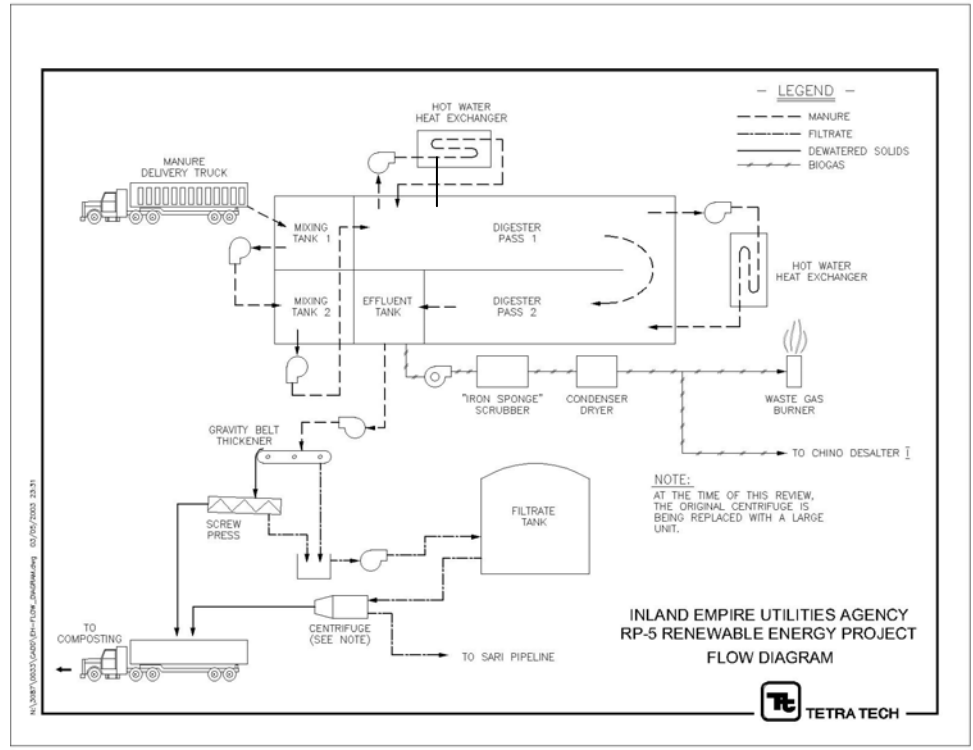 HOT WATER
HEAT EXCHANGER
— LEGEND —
MANURE
FILTRATE
DEWATERED SOLIDS
BIOGAS
MANURE
DELIVERY TRUCK
MIXING
TANK 1
DIGESTER
PASS 1
HOT WATER
HEAT EXCHANGER
MIXING
TANK 2
EFFLUENT
TANK
DIGESTER
PASS 2
"IRON SPONGE"
SCRUBBER
CONDENSER
DRYER
WASTE GAS
BURNER
GRAVITY BELT
THICKENER
TO CHINO DESALTER I
NOTE:
AT THE TIME OF THIS REVIEW,
THE ORIGINAL CENTRIFUGE IS
BEING REPLACED WITH A LARGE
UNIT.
SCREW
PRESS
FILTRATE
TANK
CENTRIFUGE
(SEE NOTE)
TO
COMPOSTING
TO SARI PIPELINE
INLAND EMPIRE UTILITIES AGENCY
RP-5 RENEWABLE ENERGY PROJECT
FLOW DIAGRAM
TETRA TECH